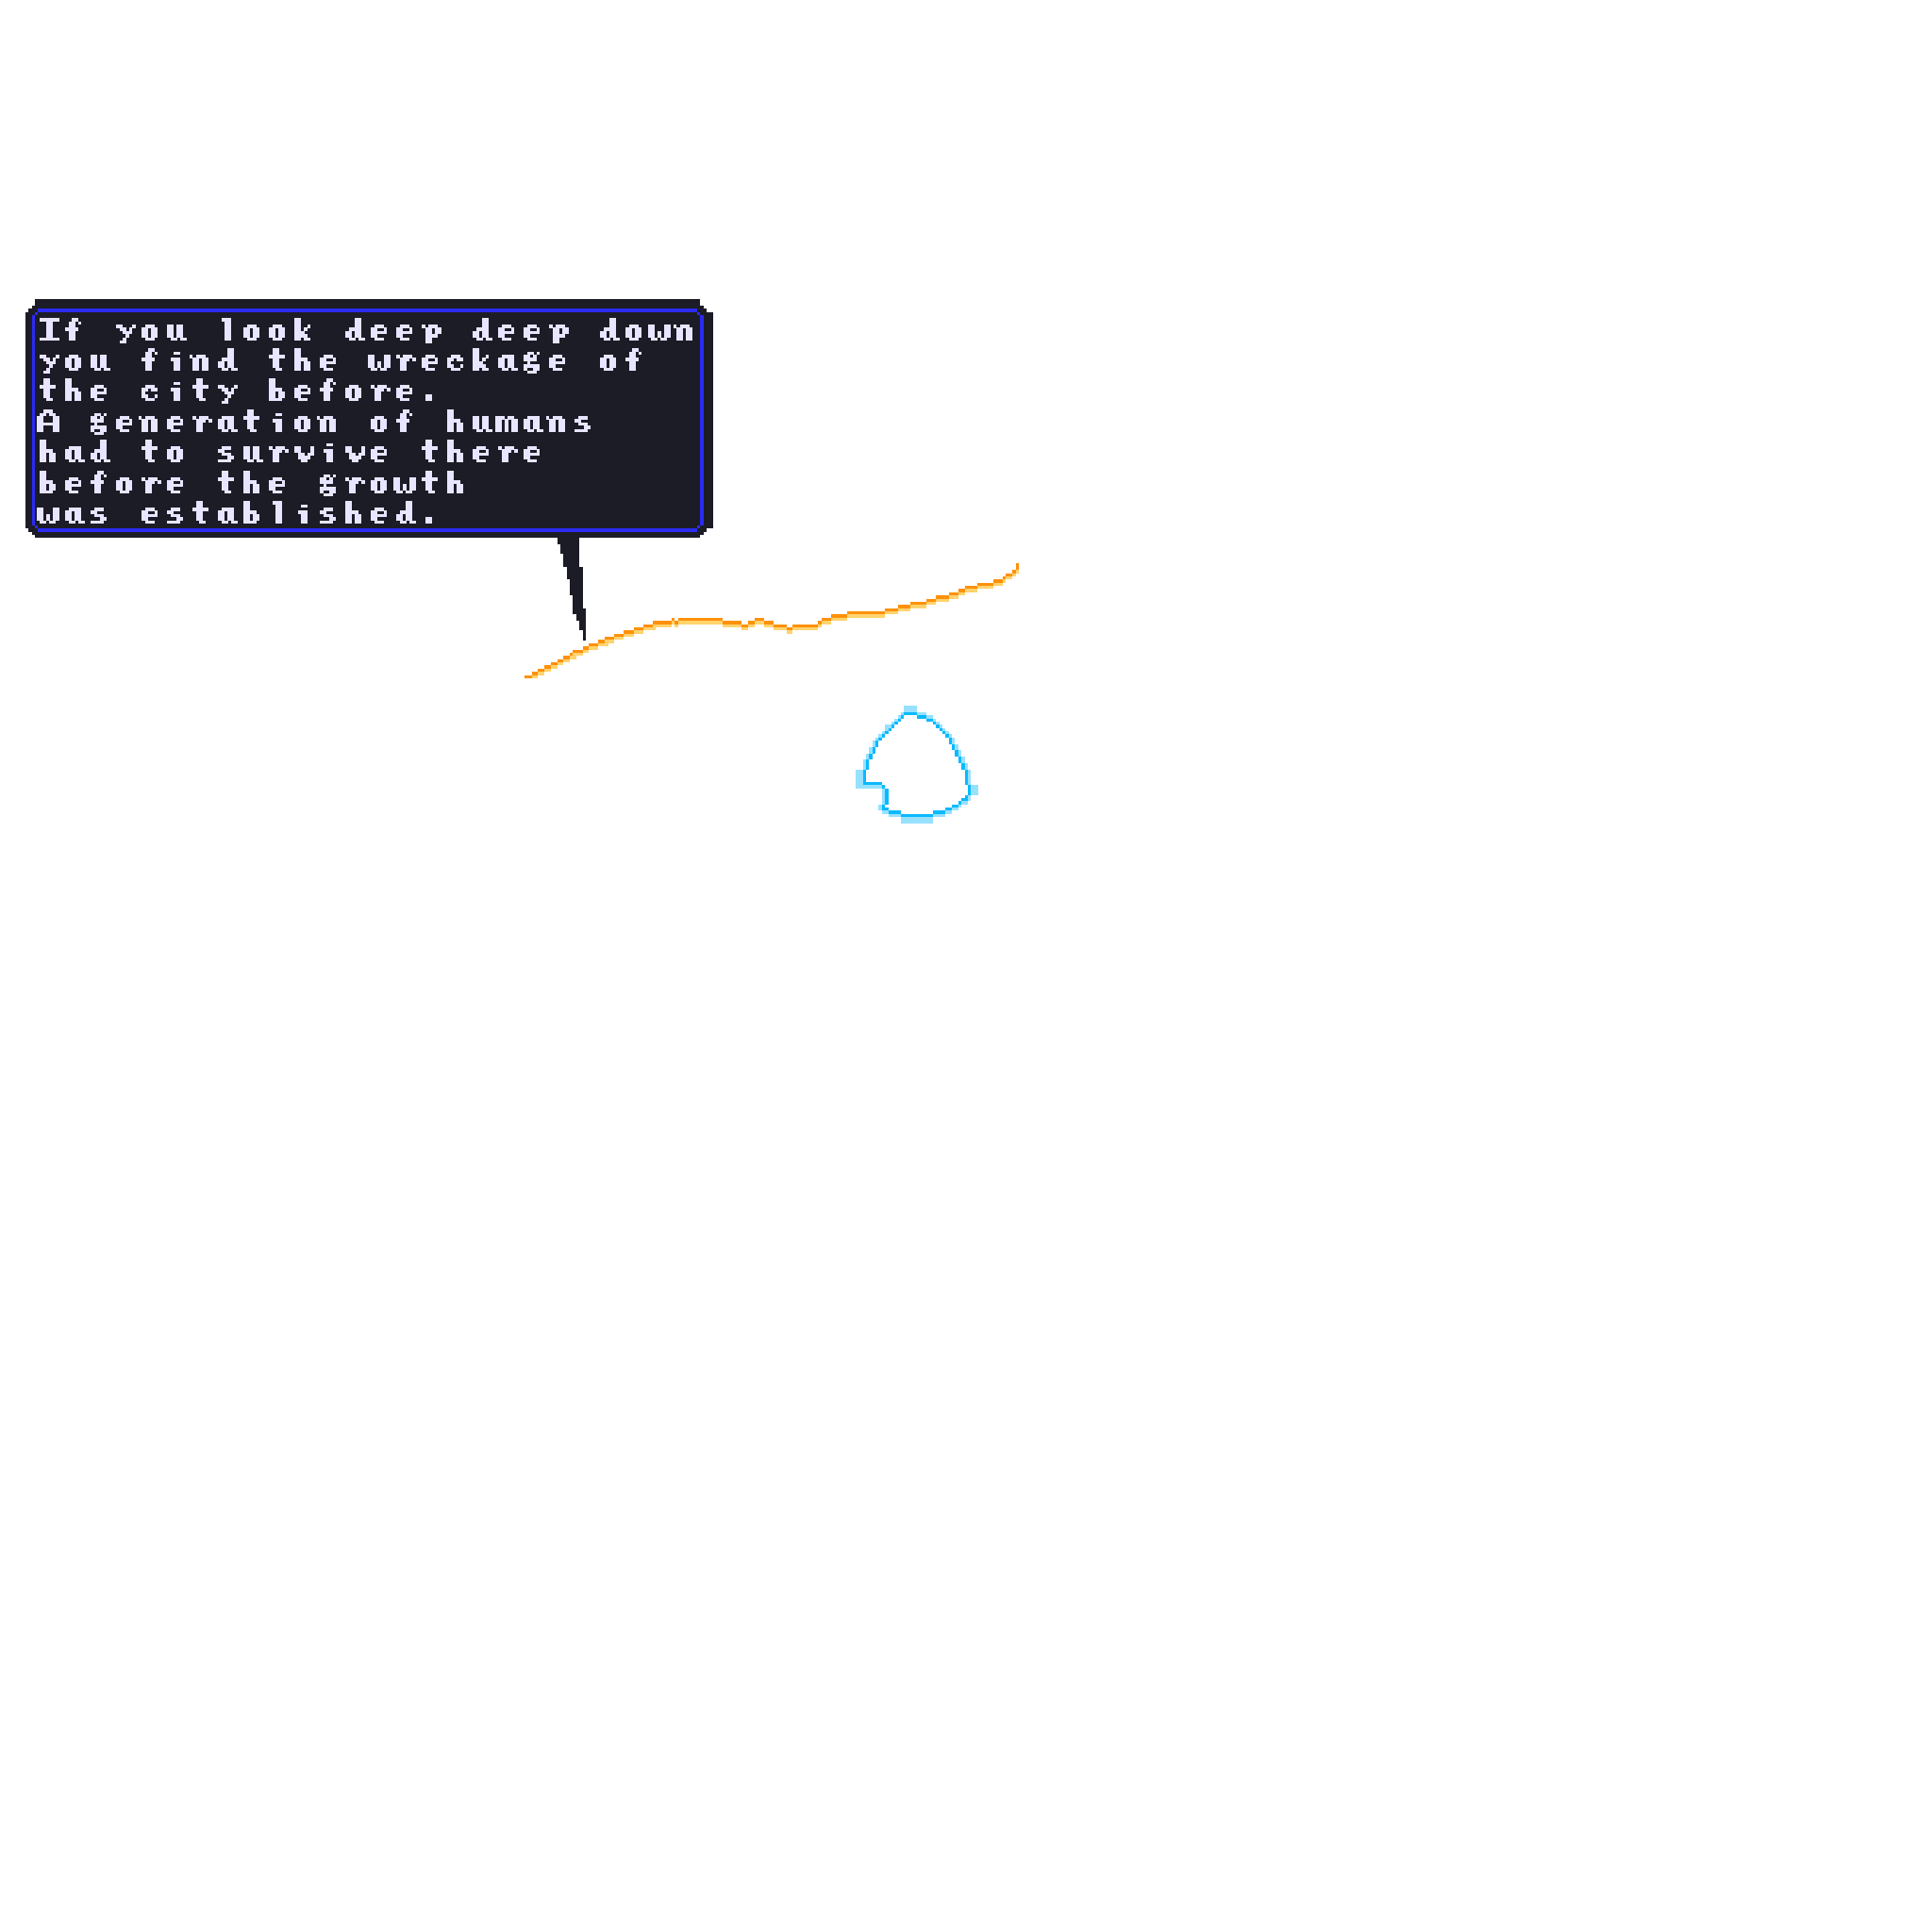 If you look deep deep down
you find the wreckage of
the city before.
A generation of humans
had to survive there
before the growth
was established.